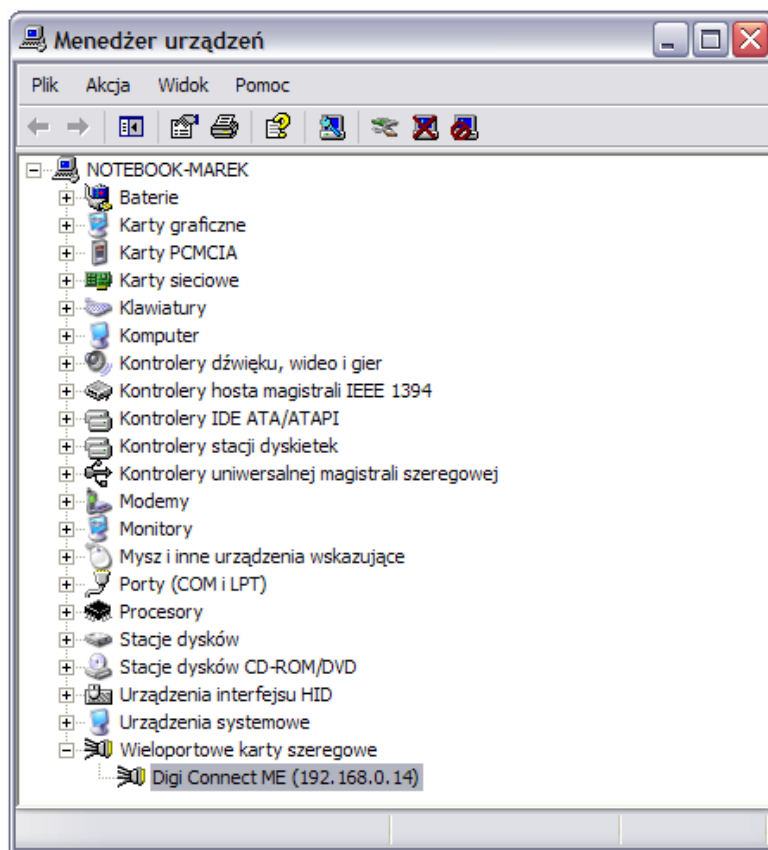 Menedżer urządzeń
Plik Akcja Widok Pomoc
NOTEBOOK-MAREK
Baterie
Karty graficzne
Karty PCMCIA
Karty sieciowe
Klawiatury
Komputer
Kontrolery dźwięku, wideo i gier
Kontrolery hosta magistrali IEEE 1394
Kontrolery IDE ATA/ATAPI
Kontrolery stacji dyskietek
Kontrolery uniwersalnej magistrali szeregowej
Modemy
Monitory
Mysz i inne urządzenia wskazujące
Porty (COM i LPT)
Procesory
Stacje dysków
Stacje dysków CD-ROM/DVD
Urządzenia interfejsu HID
Urządzenia systemowe
Wieloportowe karty szeregowe
Digi Connect ME (192.168.0.14)